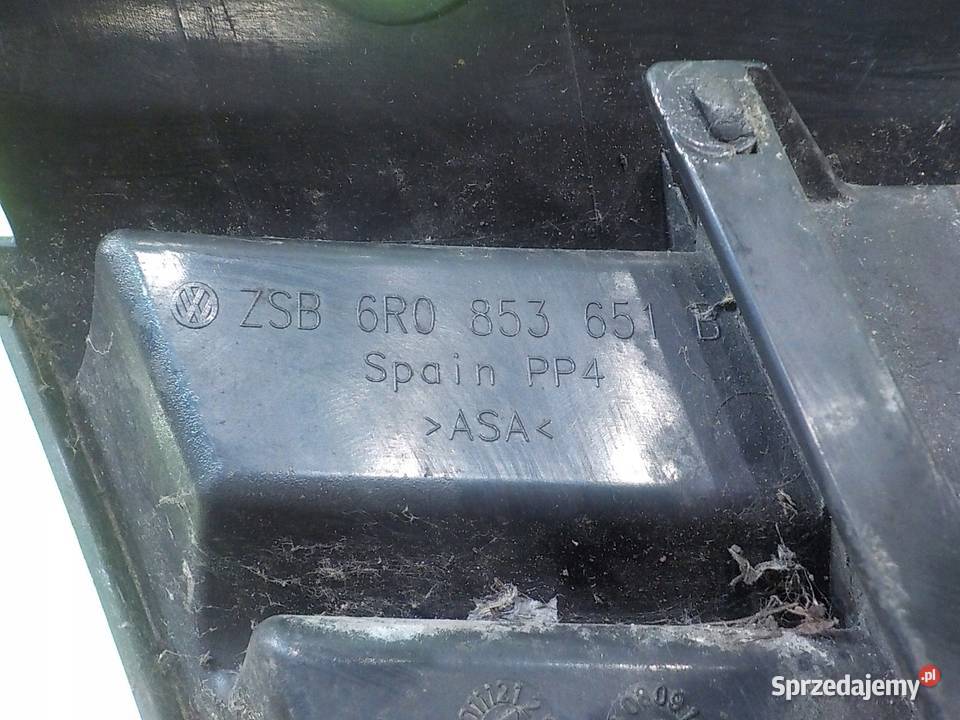 ZSB 6R0 853 651 B
Spain PP4
>ASA<
Sprzedajemy.pl